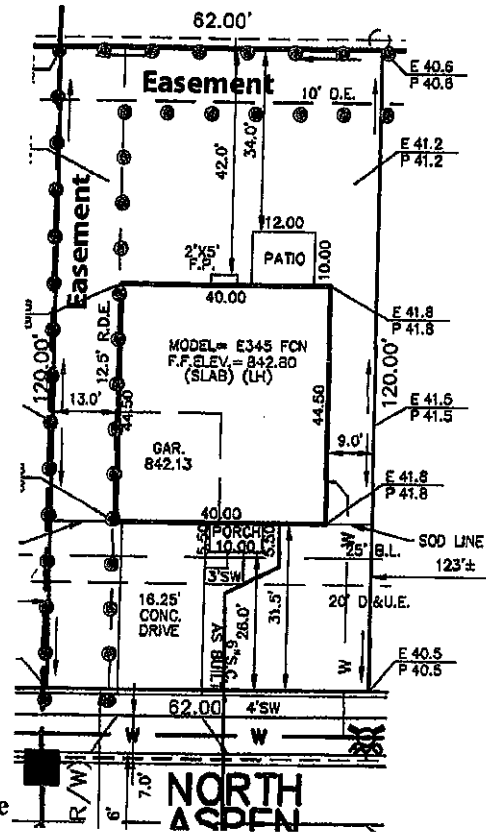 62.00'
E 40.6
P 40.6
Easement
10' D.E.
42.0'
34.0'
E 41.2
P 41.2
Easement
12.00
PATIO
10.00
2'X5'
F.P.
40.00
E 41.8
P 41.8
MODEL= E345 FCN
F.F.ELEV.= 842.80
(SLAB) (LH)
120.00'
12.5' R.D.E.
44.50
44.50
120.00'
13.0'
E 41.5
P 41.5
GAR.
842.13
9.0'
E 41.8
P 41.8
40.00
5.50
PORCH
10.00
5.50
W
SOD LINE
25' B.L.
3'SW
123'±
16.25'
CONC.
DRIVE
26.0'
31.5'
20' D.&U.E.
W
E 40.5
P 40.5
62.00
4'SW
W
W
R/W)
7.0'
6'
NORTH
ASPEN
e